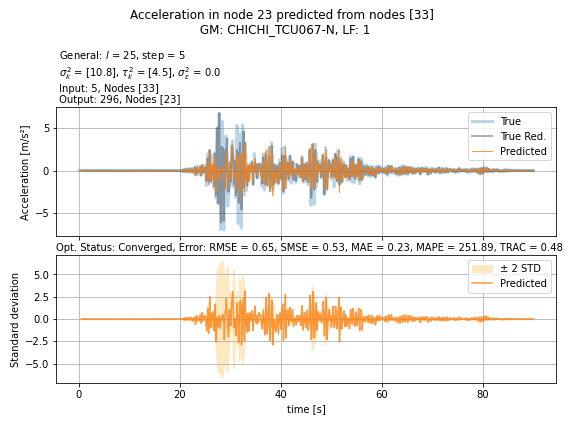 Acceleration in node 23 predicted from nodes [33]
GM: CHICHI_TCU067-N, LF: 1
General: l = 25, step = 5
σ²ₖ = [10.8], τ²ₖ = [4.5], σ²ₑ = 0.0
Input: 5, Nodes [33]
Output: 296, Nodes [23]
True
True Red.
Predicted
5
0
−5
Acceleration [m/s²]
Opt. Status: Converged, Error: RMSE = 0.65, SMSE = 0.53, MAE = 0.23, MAPE = 251.89, TRAC = 0.48
± 2 STD
Predicted
5.0
2.5
0.0
−2.5
−5.0
Standard deviation
0 20 40 60 80
time [s]